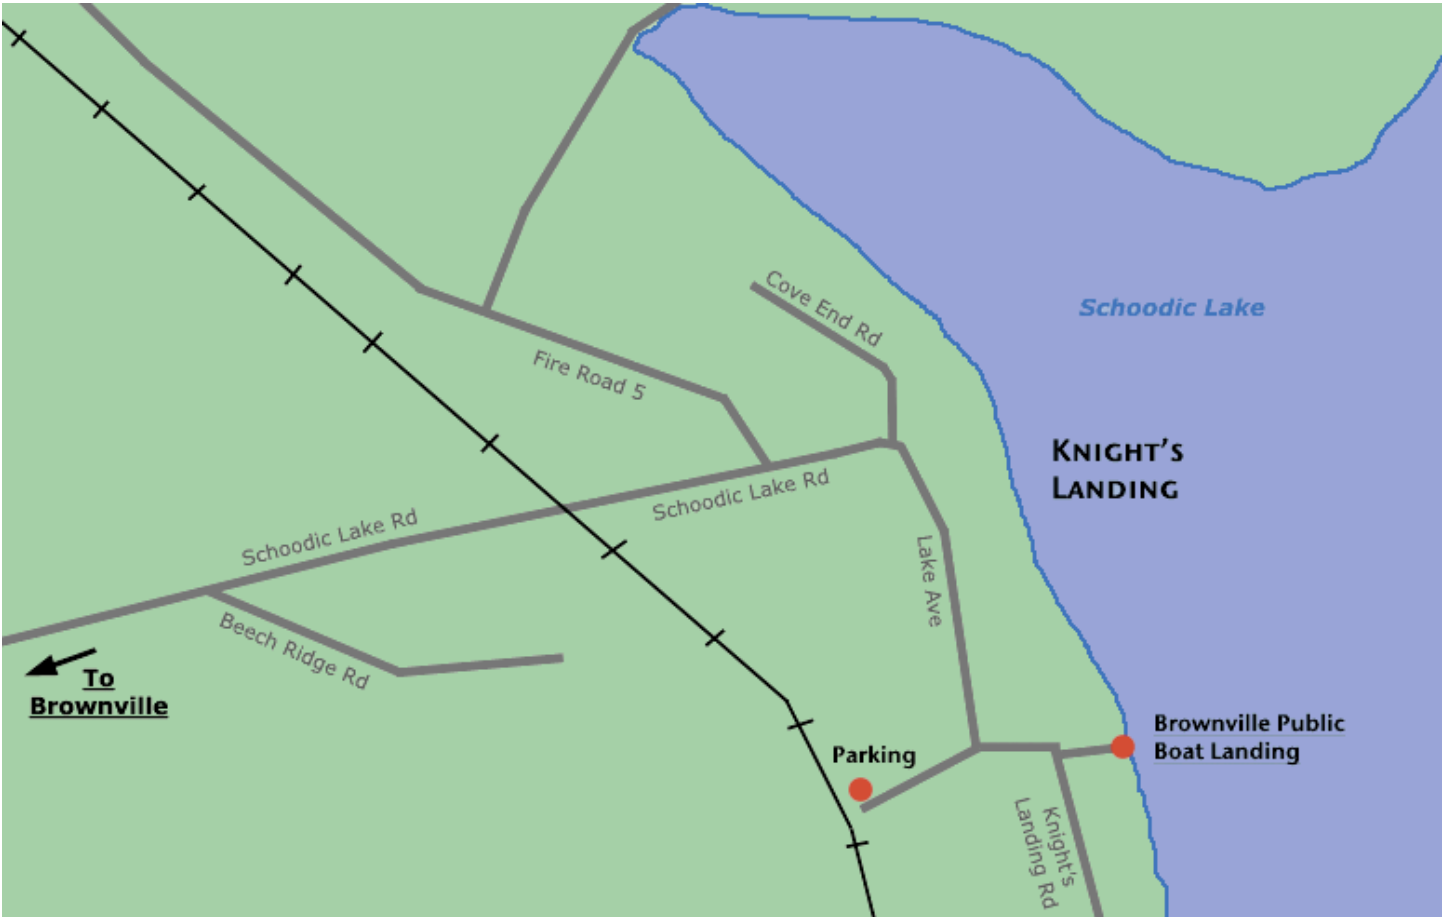 Cove End Rd
Schoodic Lake
Fire Road 5
KNIGHT'S
LANDING
Schoodic Lake Rd
Schoodic Lake Rd
Lake Ave
Beech Ridge Rd
To
Brownville
Brownville Public
Boat Landing
Parking
Knight's
Landing Rd